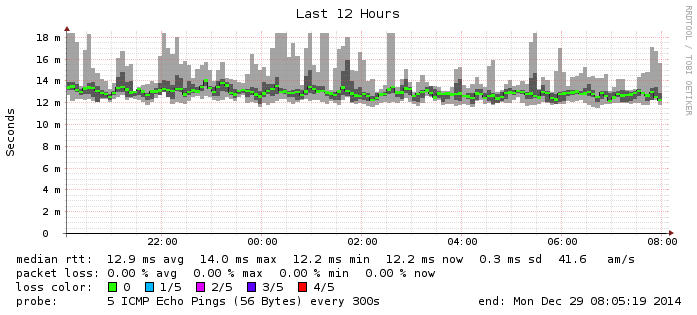 Last 12 Hours
RRDTOOL / TOBI OETIKER
Seconds
18 m
16 m
14 m
12 m
10 m
8 m
6 m
4 m
2 m
0
22:00 00:00 02:00 04:00 06:00 08:00
median rtt: 12.9 ms avg 14.0 ms max 12.2 ms min 12.2 ms now 0.3 ms sd 41.6 am/s
packet loss: 0.00 % avg 0.00 % max 0.00 % min 0.00 % now
loss color: 0 1/5 2/5 3/5 4/5
probe: 5 ICMP Echo Pings (56 Bytes) every 300s end: Mon Dec 29 08:05:19 2014